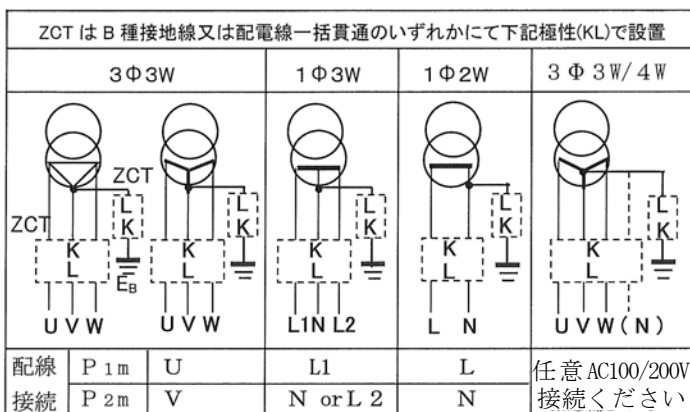 ZCT は B 種接地線又は配電線一括貫通のいずれかにて下記極性(KL)で設置
3Φ3W 1Φ3W 1Φ2W 3Φ3W/4W
ZCT
L L L L L
K K K K K
ZCT
K K K K K
L L L L L
EB
U V W U V W L1 N L2 L N U V W ( N )
配線 P1m U L1 L 任意 AC100/200V
接続 P2m V N or L 2 N 接続ください